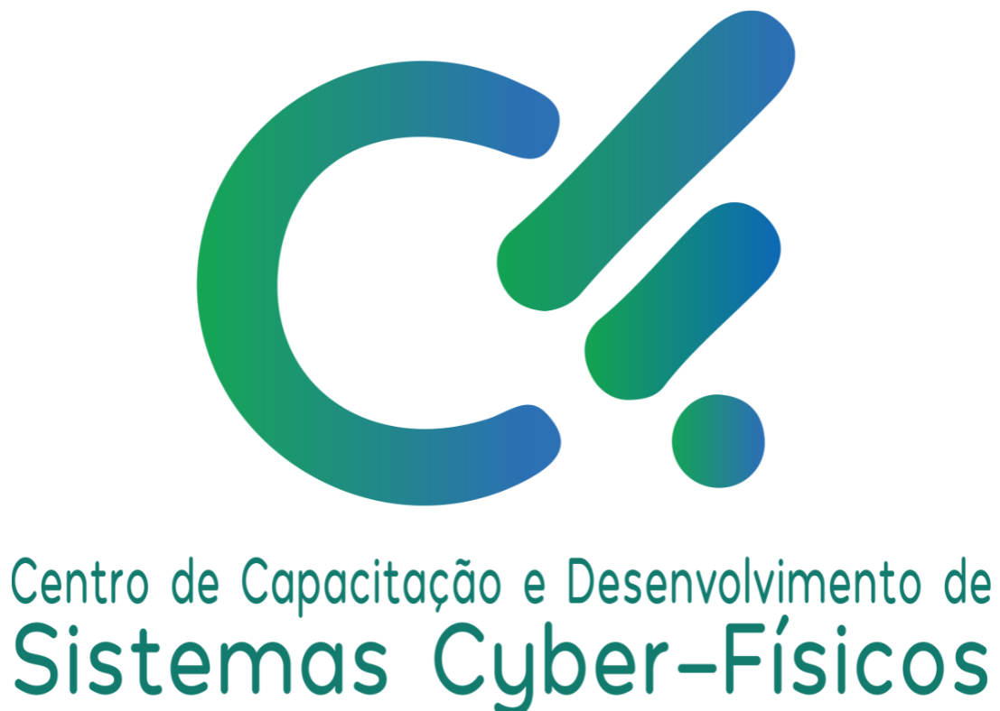 Centro de Capacitação e Desenvolvimento de
Sistemas Cyber-Físicos